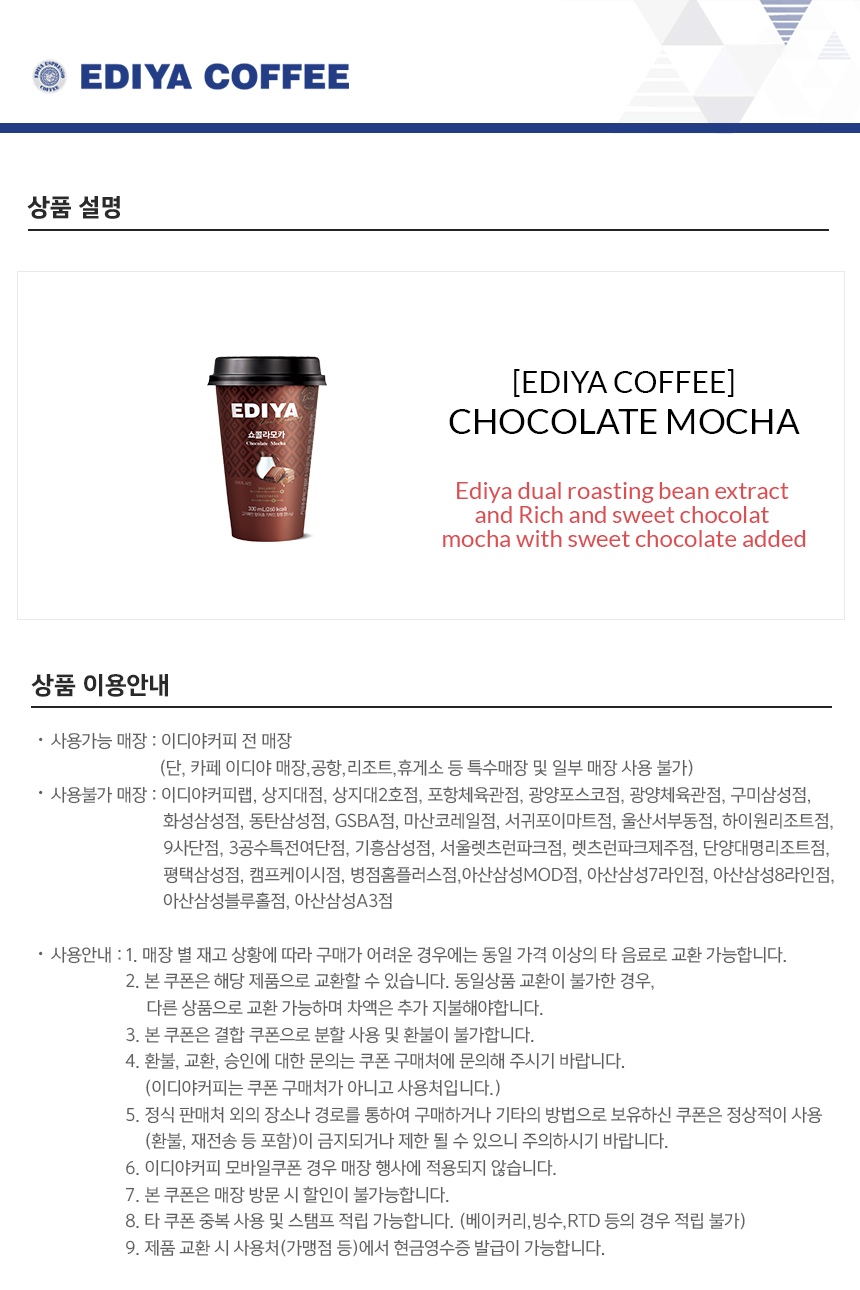 EDIYA ESPRESSO COFFEE
EDIYA COFFEE
상품 설명
EDIYA
쇼콜라모카
Chocolate Mocha
300 mL(260 kcal)
[EDIYA COFFEE]
CHOCOLATE MOCHA
Ediya dual roasting bean extract
and Rich and sweet chocolat
mocha with sweet chocolate added
상품 이용안내
· 사용가능 매장 : 이디야커피 전 매장
(단, 카페 이디야 매장,공항,리조트,휴게소 등 특수매장 및 일부 매장 사용 불가)
· 사용불가 매장 : 이디야커피랩, 상지대점, 상지대2호점, 포항체육관점, 광양포스코점, 광양체육관점, 구미삼성점,
화성삼성점, 동탄삼성점, GSBA점, 마산코레일점, 서귀포이마트점, 울산서부동점, 하이원리조트점,
9사단점, 3공수특전여단점, 기흥삼성점, 서울렛츠런파크점, 렛츠런파크제주점, 단양대명리조트점,
평택삼성점, 캠프케이시점, 병점홈플러스점,아산삼성MOD점, 아산삼성7라인점, 아산삼성8라인점,
아산삼성블루홀점, 아산삼성A3점
· 사용안내 : 1. 매장 별 재고 상황에 따라 구매가 어려운 경우에는 동일 가격 이상의 타 음료로 교환 가능합니다.
2. 본 쿠폰은 해당 제품으로 교환할 수 있습니다. 동일상품 교환이 불가한 경우,
다른 상품으로 교환 가능하며 차액은 추가 지불해야합니다.
3. 본 쿠폰은 결합 쿠폰으로 분할 사용 및 환불이 불가합니다.
4. 환불, 교환, 승인에 대한 문의는 쿠폰 구매처에 문의해 주시기 바랍니다.
(이디야커피는 쿠폰 구매처가 아니고 사용처입니다.)
5. 정식 판매처 외의 장소나 경로를 통하여 구매하거나 기타의 방법으로 보유하신 쿠폰은 정상적이 사용
(환불, 재전송 등 포함)이 금지되거나 제한 될 수 있으니 주의하시기 바랍니다.
6. 이디야커피 모바일쿠폰 경우 매장 행사에 적용되지 않습니다.
7. 본 쿠폰은 매장 방문 시 할인이 불가능합니다.
8. 타 쿠폰 중복 사용 및 스탬프 적립 가능합니다. (베이커리,빙수,RTD 등의 경우 적립 불가)
9. 제품 교환 시 사용처(가맹점 등)에서 현금영수증 발급이 가능합니다.